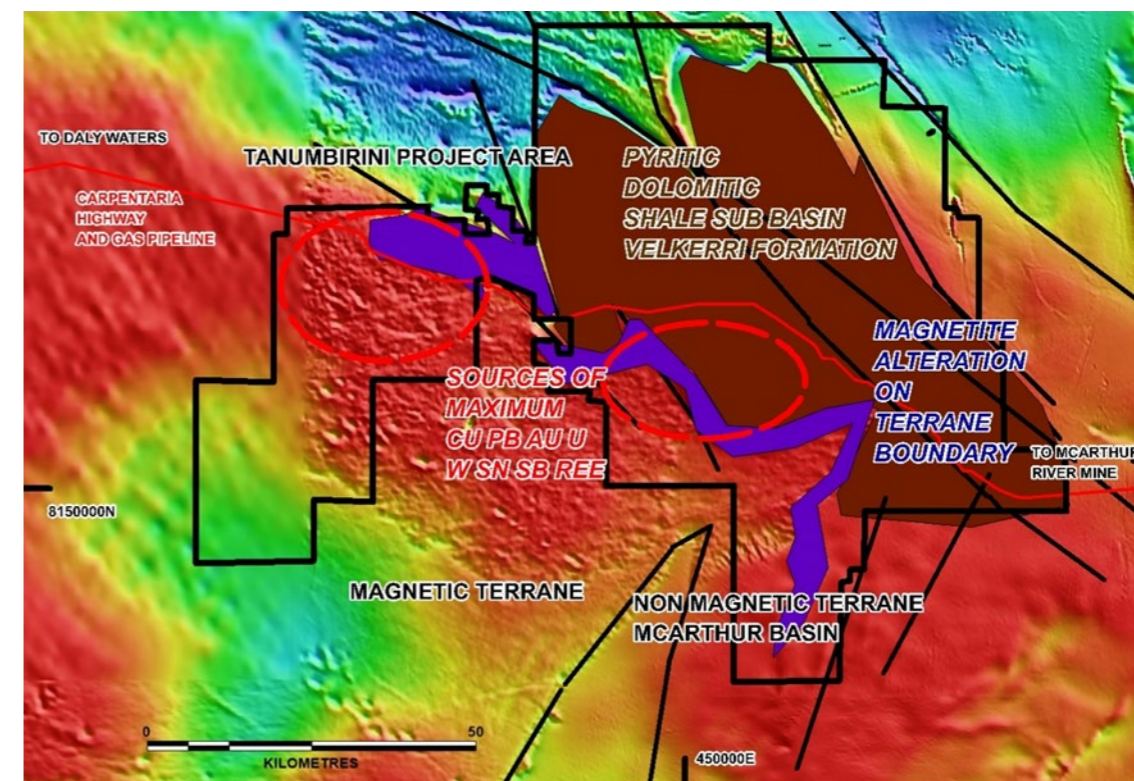 TO DALY WATERS
TANUMBIRINI PROJECT AREA
CARPENTARIA
HIGHWAY
AND GAS PIPELINE
PYRITIC
DOLOMITIC
SHALE SUB BASIN
VELKERRI FORMATION
MAGNETITE
ALTERATION
ON
TERRANE
BOUNDARY
SOURCES OF
MAXIMUM
CU PB AU U
W SN SB REE
TO MCARTHUR
RIVER MINE
8150000N
MAGNETIC TERRANE
NON MAGNETIC TERRANE
MCARTHUR BASIN
0 50
KILOMETRES
450000E